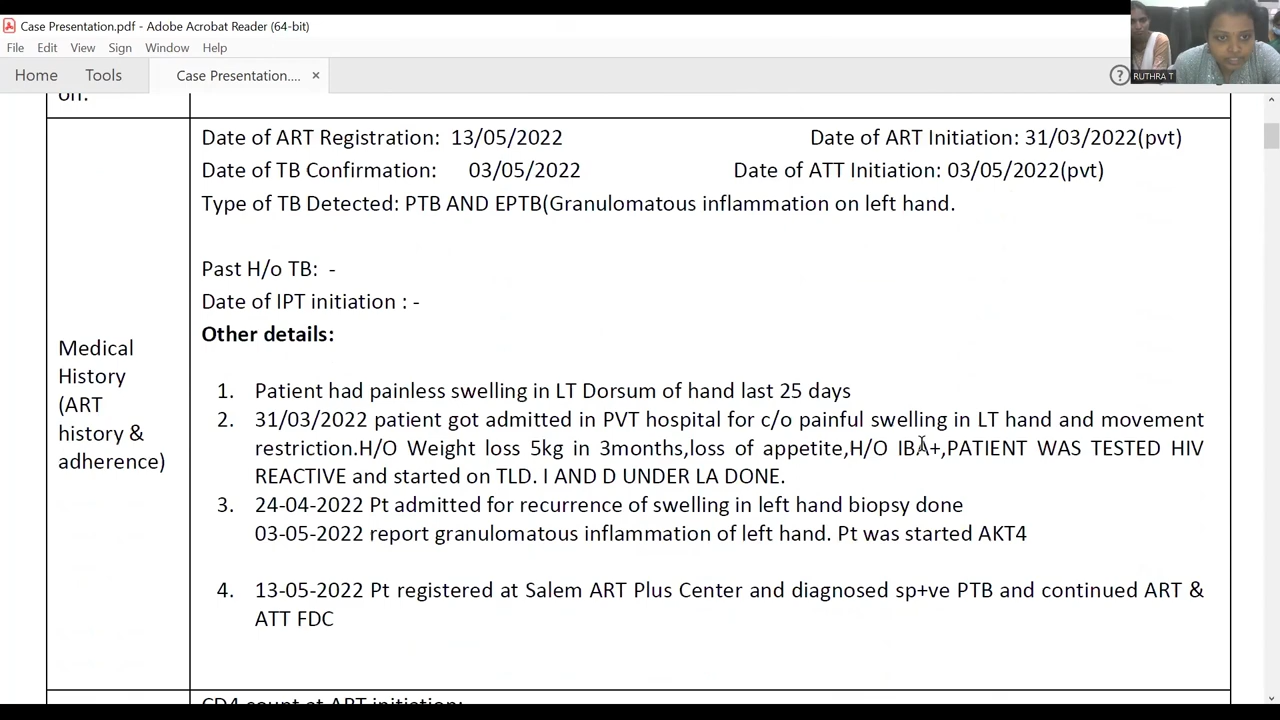 Case Presentation.pdf - Adobe Acrobat Reader (64-bit)
File Edit View Sign Window Help
Home Tools Case Presentation.... ×
RUTHRA T
on:
Date of ART Registration: 13/05/2022 Date of ART Initiation: 31/03/2022(pvt)
Date of TB Confirmation: 03/05/2022 Date of ATT Initiation: 03/05/2022(pvt)
Type of TB Detected: PTB AND EPTB(Granulomatous inflammation on left hand.
Past H/o TB: -
Date of IPT initiation : -
Other details:
Medical
History
(ART
history &
adherence)
1. Patient had painless swelling in LT Dorsum of hand last 25 days
2. 31/03/2022 patient got admitted in PVT hospital for c/o painful swelling in LT hand and movement
restriction.H/O Weight loss 5kg in 3months,loss of appetite,H/O IBA+,PATIENT WAS TESTED HIV
REACTIVE and started on TLD. I AND D UNDER LA DONE.
3. 24-04-2022 Pt admitted for recurrence of swelling in left hand biopsy done
03-05-2022 report granulomatous inflammation of left hand. Pt was started AKT4
4. 13-05-2022 Pt registered at Salem ART Plus Center and diagnosed sp+ve PTB and continued ART &
ATT FDC
CD4 count at ART initiation: